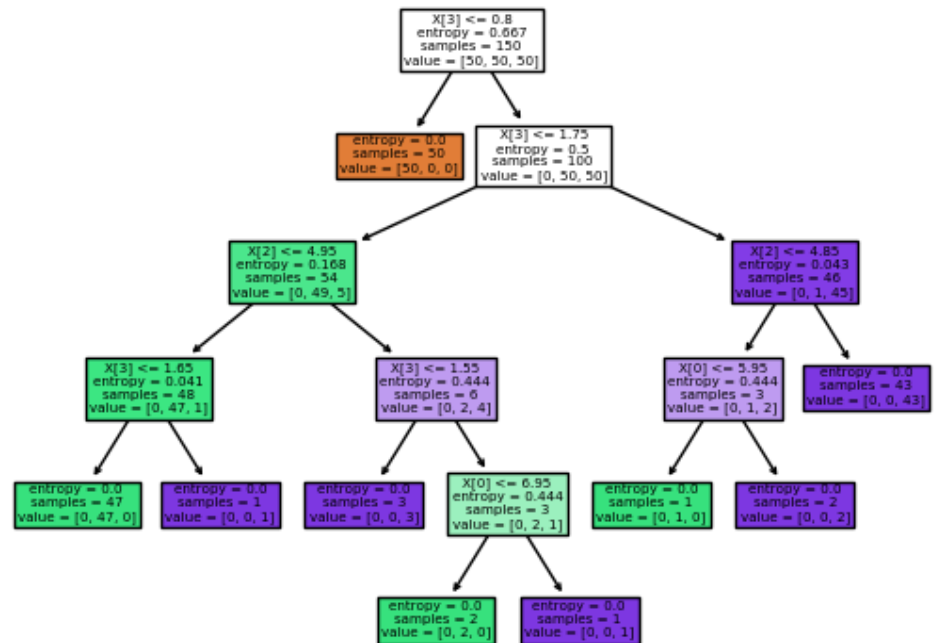 X[3] <= 0.8
entropy = 0.667
samples = 150
value = [50, 50, 50]
entropy = 0.0
samples = 50
value = [50, 0, 0]
X[3] <= 1.75
entropy = 0.5
samples = 100
value = [0, 50, 50]
X[2] <= 4.95
entropy = 0.168
samples = 54
value = [0, 49, 5]
X[2] <= 4.85
entropy = 0.043
samples = 46
value = [0, 1, 45]
X[3] <= 1.65
entropy = 0.041
samples = 48
value = [0, 47, 1]
X[3] <= 1.55
entropy = 0.444
samples = 6
value = [0, 2, 4]
X[0] <= 5.95
entropy = 0.444
samples = 3
value = [0, 1, 2]
entropy = 0.0
samples = 43
value = [0, 0, 43]
entropy = 0.0
samples = 47
value = [0, 47, 0]
entropy = 0.0
samples = 1
value = [0, 0, 1]
entropy = 0.0
samples = 3
value = [0, 0, 3]
X[0] <= 6.95
entropy = 0.444
samples = 3
value = [0, 2, 1]
entropy = 0.0
samples = 1
value = [0, 1, 0]
entropy = 0.0
samples = 2
value = [0, 0, 2]
entropy = 0.0
samples = 2
value = [0, 2, 0]
entropy = 0.0
samples = 1
value = [0, 0, 1]